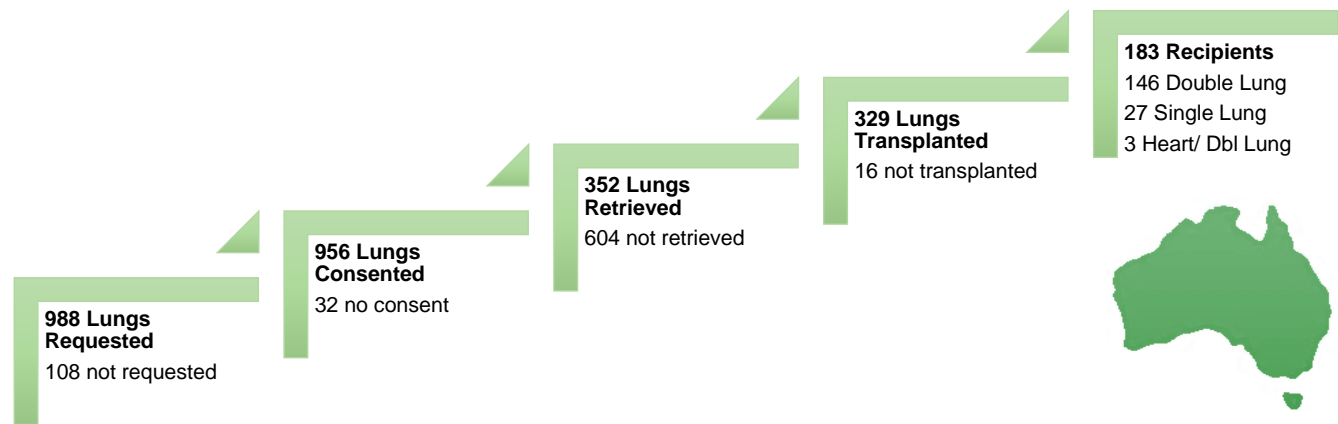 988 Lungs
Requested
108 not requested
956 Lungs
Consented
32 no consent
352 Lungs
Retrieved
604 not retrieved
329 Lungs
Transplanted
16 not transplanted
183 Recipients
146 Double Lung
27 Single Lung
3 Heart/ Dbl Lung